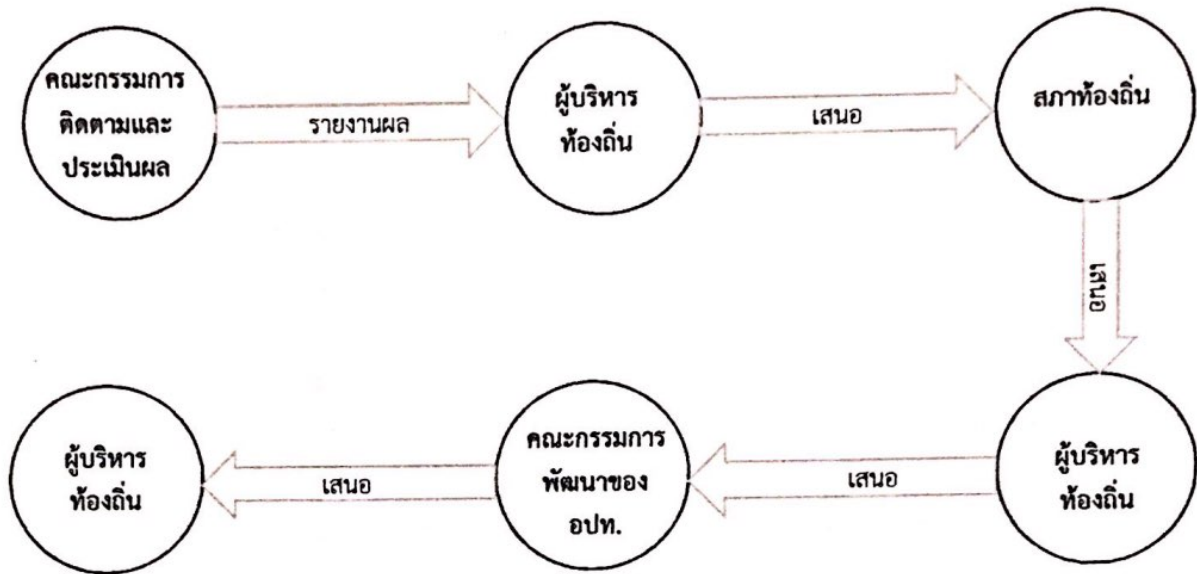 คณะกรรมการ
ติดตามและ
ประเมินผล
รายงานผล
ผู้บริหาร
ท้องถิ่น
เสนอ
สภาท้องถิ่น
เสนอ
ผู้บริหาร
ท้องถิ่น
เสนอ
คณะกรรมการ
พัฒนาของ
อปท.
เสนอ
ผู้บริหาร
ท้องถิ่น